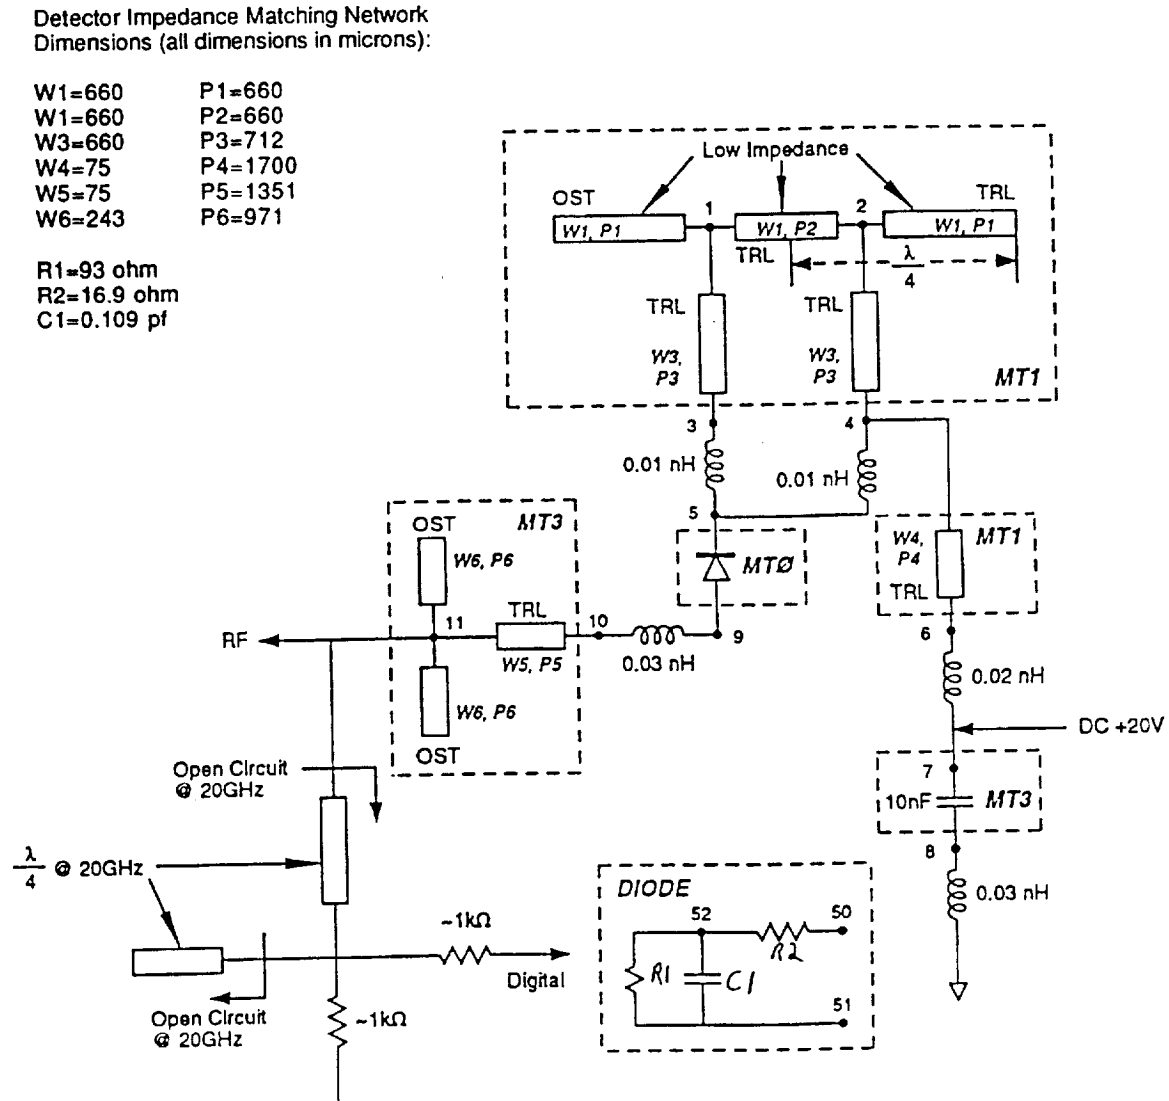 Detector Impedance Matching Network
Dimensions (all dimensions in microns):
W1=660 P1=660
W1=660 P2=660
W3=660 P3=712
W4=75 P4=1700
W5=75 P5=1351
W6=243 P6=971
R1=93 ohm
R2=16.9 ohm
C1=0.109 pf
Low Impedance
OST
1
2
TRL
W1, P1
W1, P2
W1, P1
TRL
λ/4
TRL
TRL
W3,
P3
W3,
P3
MT1
3
4
0.01 nH
0.01 nH
5
MT3
OST
W6, P6
MTØ
W4,
P4
MT1
TRL
RF
11
TRL
10
9
6
W5, P5
0.03 nH
W6, P6
OST
0.02 nH
DC +20V
Open Circuit
@ 20GHz
7
10nF
MT3
8
λ/4 @ 20GHz
0.03 nH
DIODE
52
50
R2
R1
C1
51
~1kΩ
Digital
Open Circuit
@ 20GHz
~1kΩ